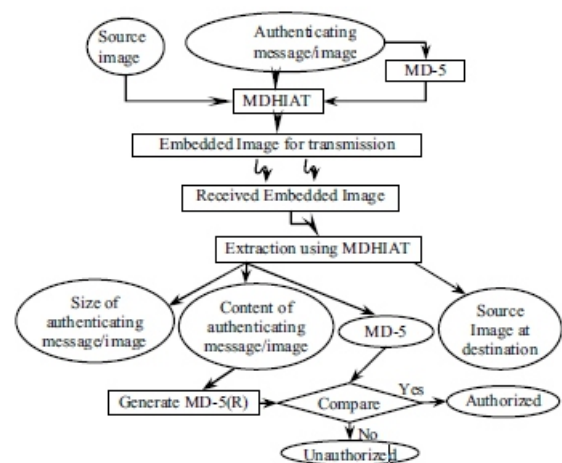 Source
image
Authenticating
message/image
MD-5
MDHIAT
Embedded Image for transmission
Received Embedded Image
Extraction using MDHIAT
Size of
authenticating
message/image
Content of
authenticating
message/image
MD-5
Source
Image at
destination
Generate MD-5(R)
Compare
Yes
Authorized
No
Unauthorized